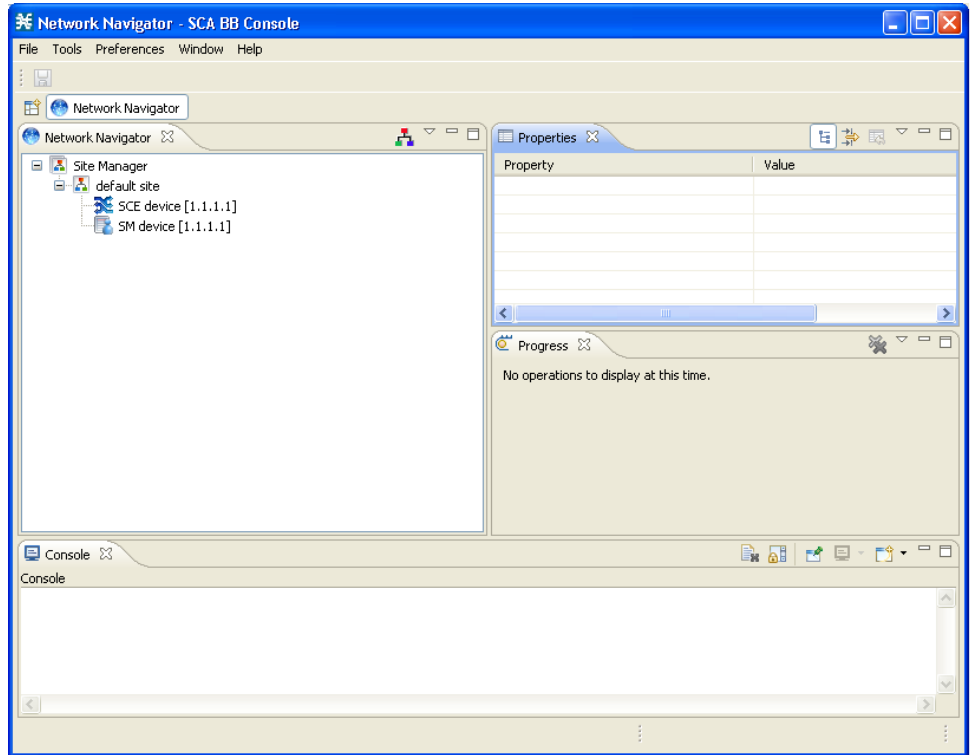 Network Navigator - SCA BB Console
File Tools Preferences Window Help
Network Navigator
Network Navigator
Site Manager
default site
SCE device [1.1.1.1]
SM device [1.1.1.1]
Properties
Property Value
Progress
No operations to display at this time.
Console
Console